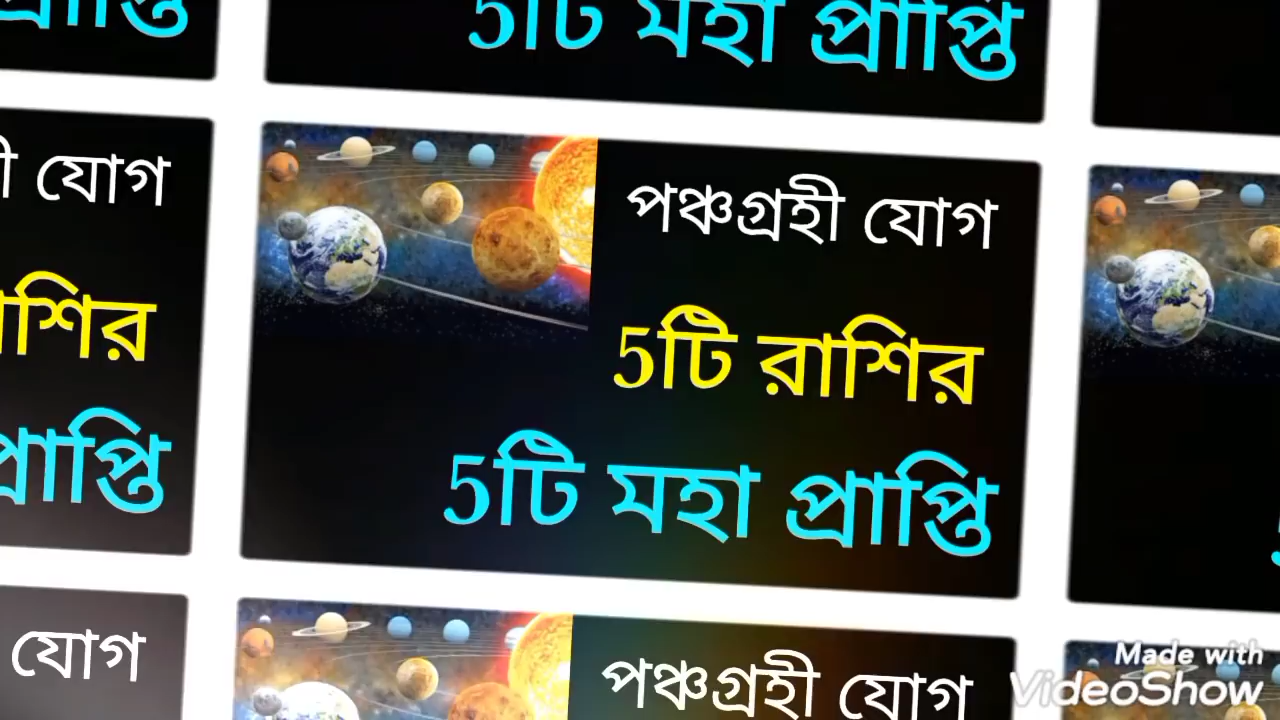 প্রাপ্তি
5টি মহা প্রাপ্তি
যোগ
পঞ্চগ্রহী যোগ
রাশির
5টি রাশির
প্রাপ্তি
5টি মহা প্রাপ্তি
যোগ
পঞ্চগ্রহী যোগ
Made with
VideoShow